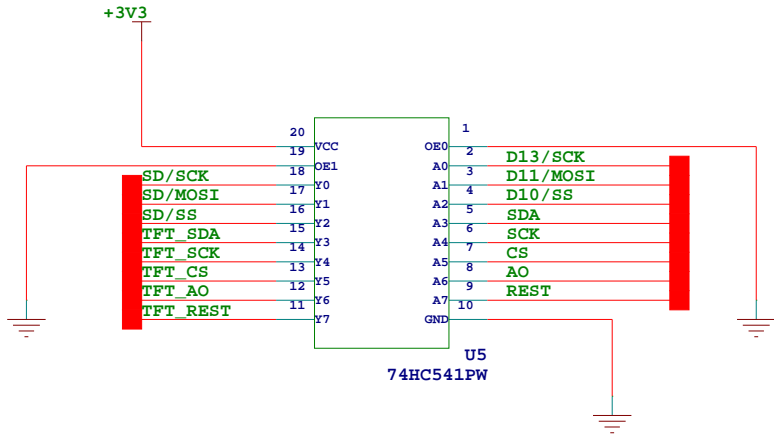 +3V3
20 VCC OE0 1
19 OE1 A0 2 D13/SCK
SD/SCK 18 Y0 A1 3 D11/MOSI
SD/MOSI 17 Y1 A2 4 D10/SS
SD/SS 16 Y2 A3 5 SDA
TFT_SDA 15 Y3 A4 6 SCK
TFT_SCK 14 Y4 A5 7 CS
TFT_CS 13 Y5 A6 8 AO
TFT_AO 12 Y6 A7 9 REST
TFT_REST 11 Y7 GND 10
U5
74HC541PW